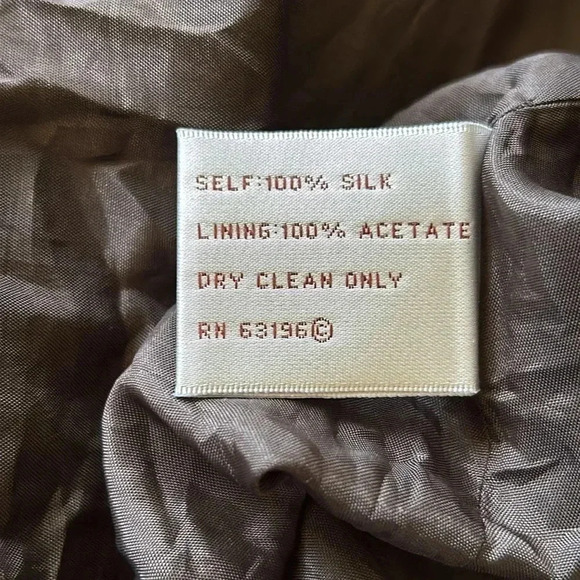 SELF:100% SILK
LINING:100% ACETATE
DRY CLEAN ONLY
RN 63196©